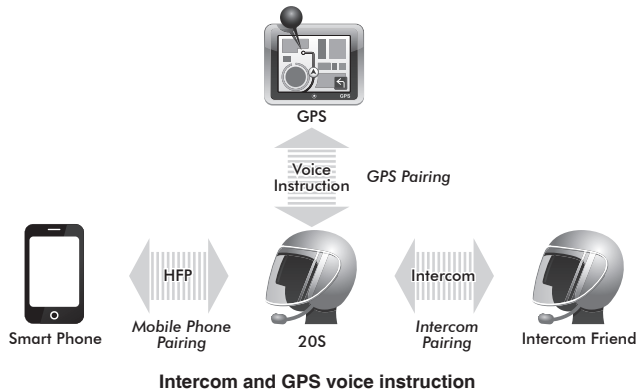 GPS
GPS
Voice
Instruction
GPS Pairing
HFP
Intercom
Smart Phone
Mobile Phone
Pairing
20S
Intercom
Pairing
Intercom Friend
Intercom and GPS voice instruction